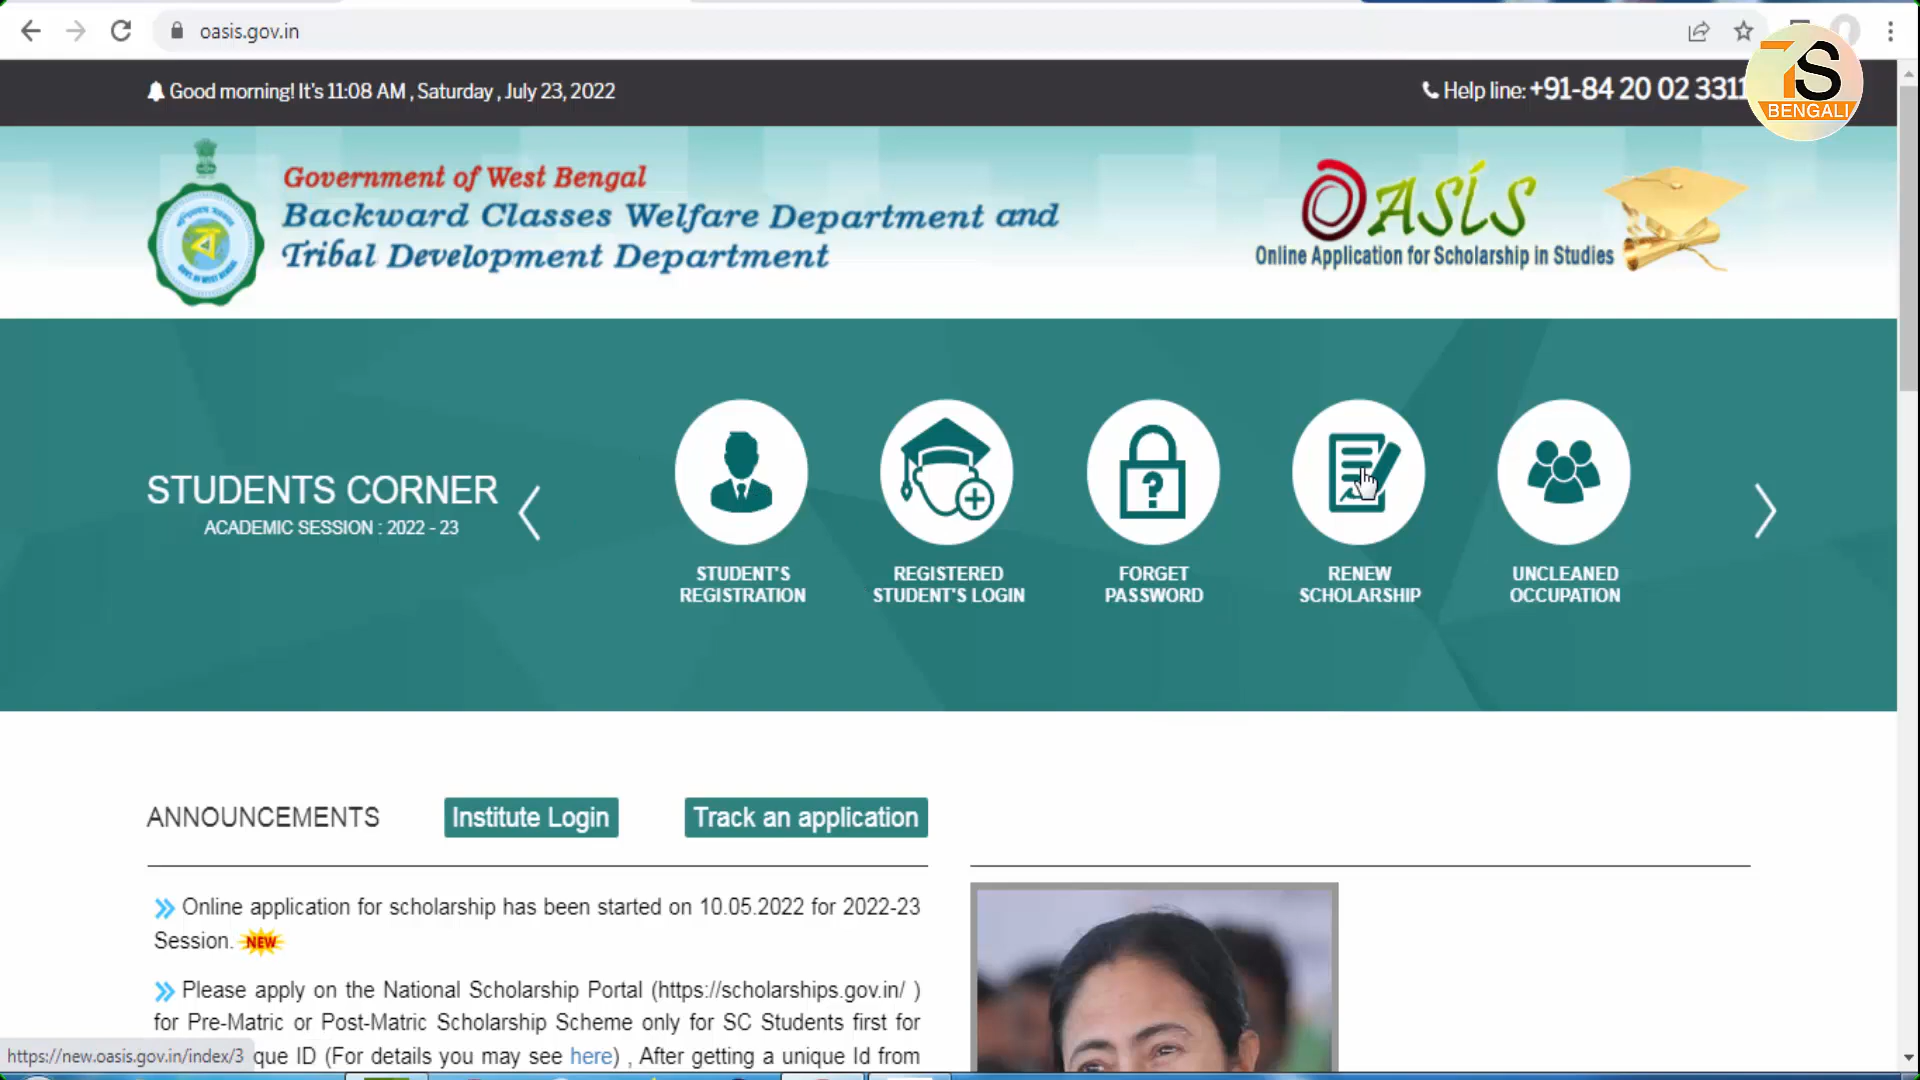 oasis.gov.in
Good morning! It's 11:08 AM , Saturday , July 23, 2022
Help line: +91-84 20 02 3311
S
BENGALI
Government of West Bengal
Backward Classes Welfare Department and
Tribal Development Department
OASIS
Online Application for Scholarship in Studies
STUDENTS CORNER
ACADEMIC SESSION : 2022 - 23
STUDENT'S
REGISTRATION
REGISTERED
STUDENT'S LOGIN
FORGET
PASSWORD
RENEW
SCHOLARSHIP
UNCLEANED
OCCUPATION
ANNOUNCEMENTS
Institute Login
Track an application
Online application for scholarship has been started on 10.05.2022 for 2022-23
Session. NEW
Please apply on the National Scholarship Portal (https://scholarships.gov.in/ )
for Pre-Matric or Post-Matric Scholarship Scheme only for SC Students first for
que ID (For details you may see here) , After getting a unique Id from
https://new.oasis.gov.in/index/3